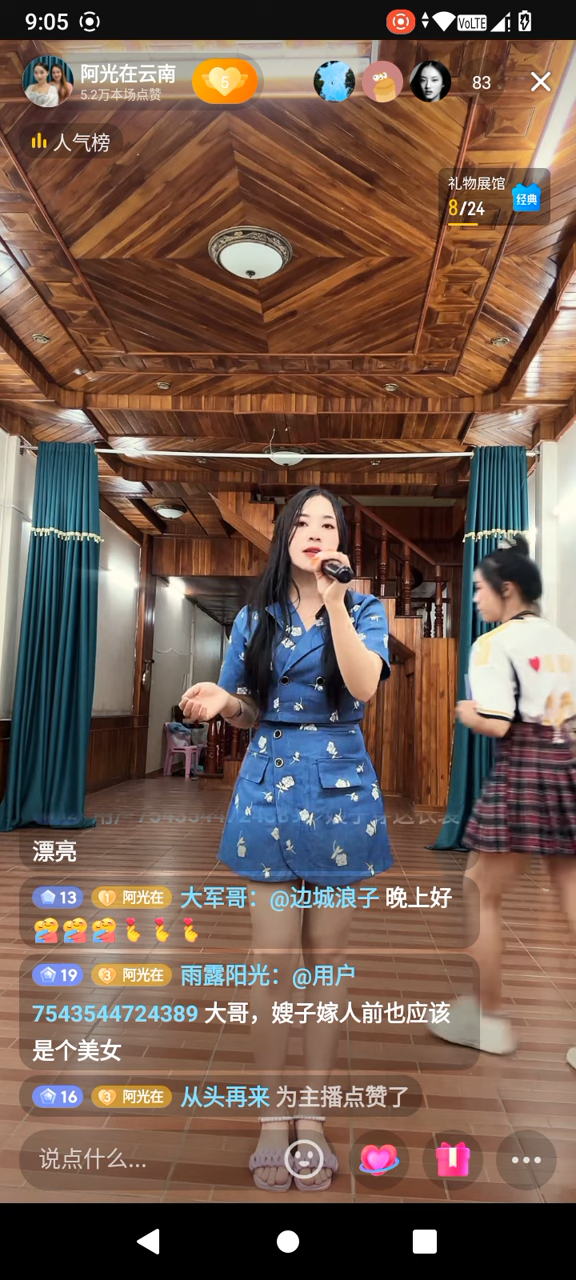 9:05
VoLTE
阿光在云南
5.2万本场点赞
5
83
人气榜
礼物展馆
8/24
经典
漂亮
13 1 阿光在 大军哥：@边城浪子 晚上好
🤗🤗🤗🫰🫰🫰
19 3 阿光在 雨露阳光：@用户
7543544724389 大哥，嫂子嫁人前也应该
是个美女
16 3 阿光在 从头再来 为主播点赞了
说点什么...